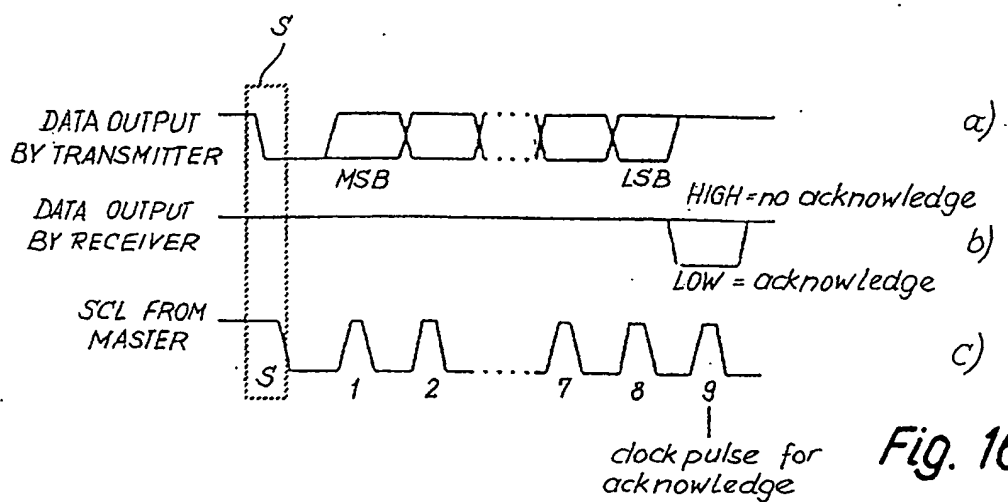 S
DATA OUTPUT
BY TRANSMITTER
a)
MSB
LSB
HIGH=no acknowledge
DATA OUTPUT
BY RECEIVER
b)
LOW = acknowledge
SCL FROM
MASTER
c)
S
1 2 7 8 9
clock pulse for
acknowledge